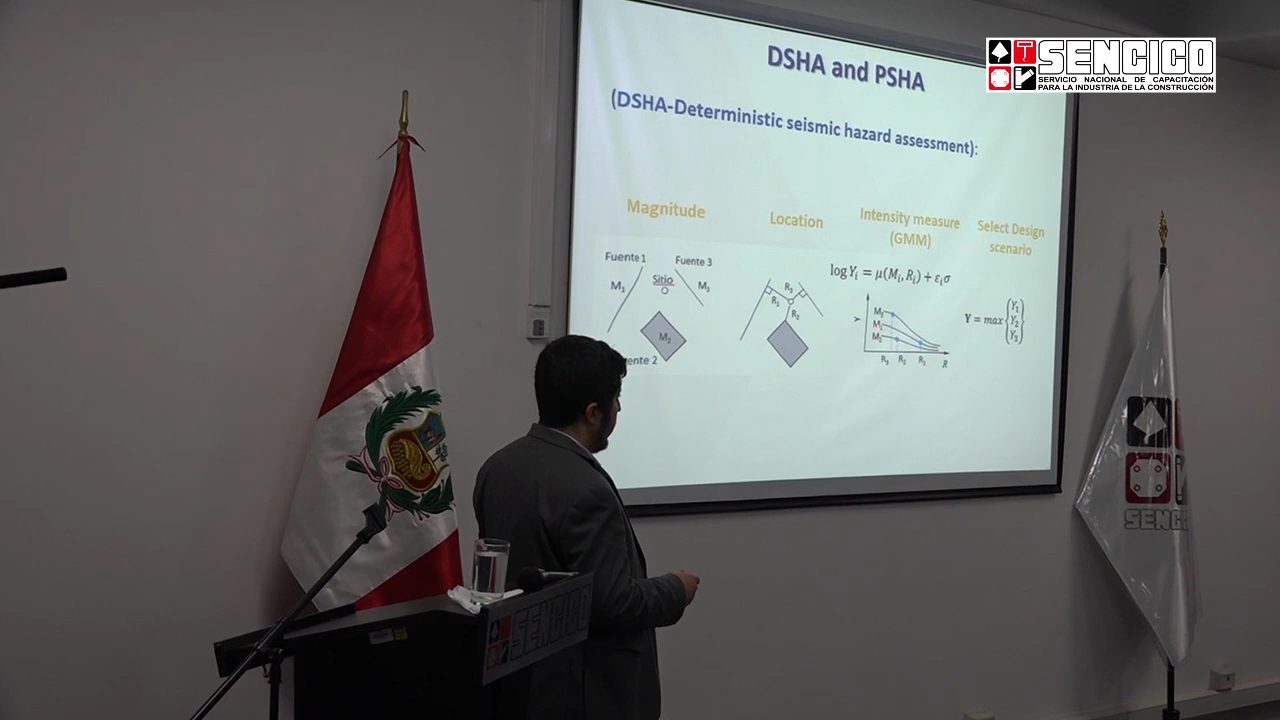 DSHA and PSHA
(DSHA-Deterministic seismic hazard assessment):
Magnitude
Location
Intensity measure
(GMM)
Select Design
scenario
Fuente 1
Fuente 3
Sitio
M₁
M₃
M₂
uente 2
R₃
R₁
R₂
log Yᵢ = μ(Mᵢ, Rᵢ) + εᵢσ
Y
M₃
M₁
M₂
R₃ R₂ R₁ R
Y = max {Y₁
Y₂
Y₃}
SENCICO
SERVICIO NACIONAL DE CAPACITACIÓN
PARA LA INDUSTRIA DE LA CONSTRUCCIÓN
SENCICO
SENCIC